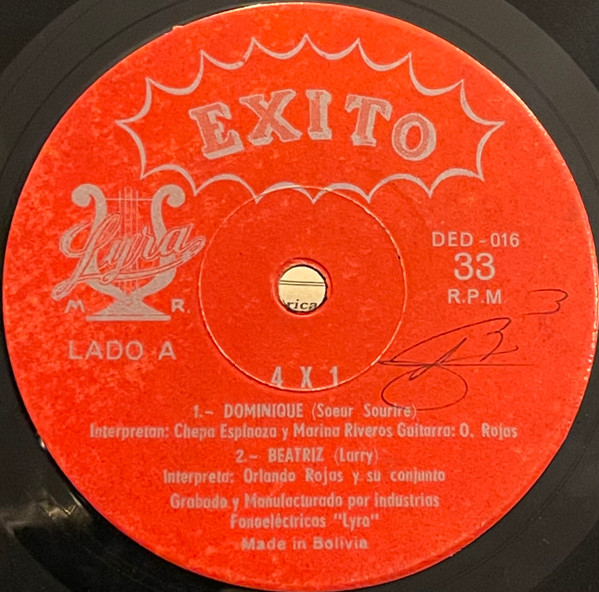 EXITO
Lyra
M R.
DED - 016
33
R.P.M
LADO A
rica
4 X 1
1.- DOMINIQUE (Soeur Sourire)
Interpretan: Chepa Espinoza y Marina Riveros Guitarra: O. Rojas
2.- BEATRIZ (Larry)
Interpreta: Orlando Rojas y su conjunto
Grabado y Manufacturado por industrias
Fonoeléctricas "Lyra"
Made in Bolivia